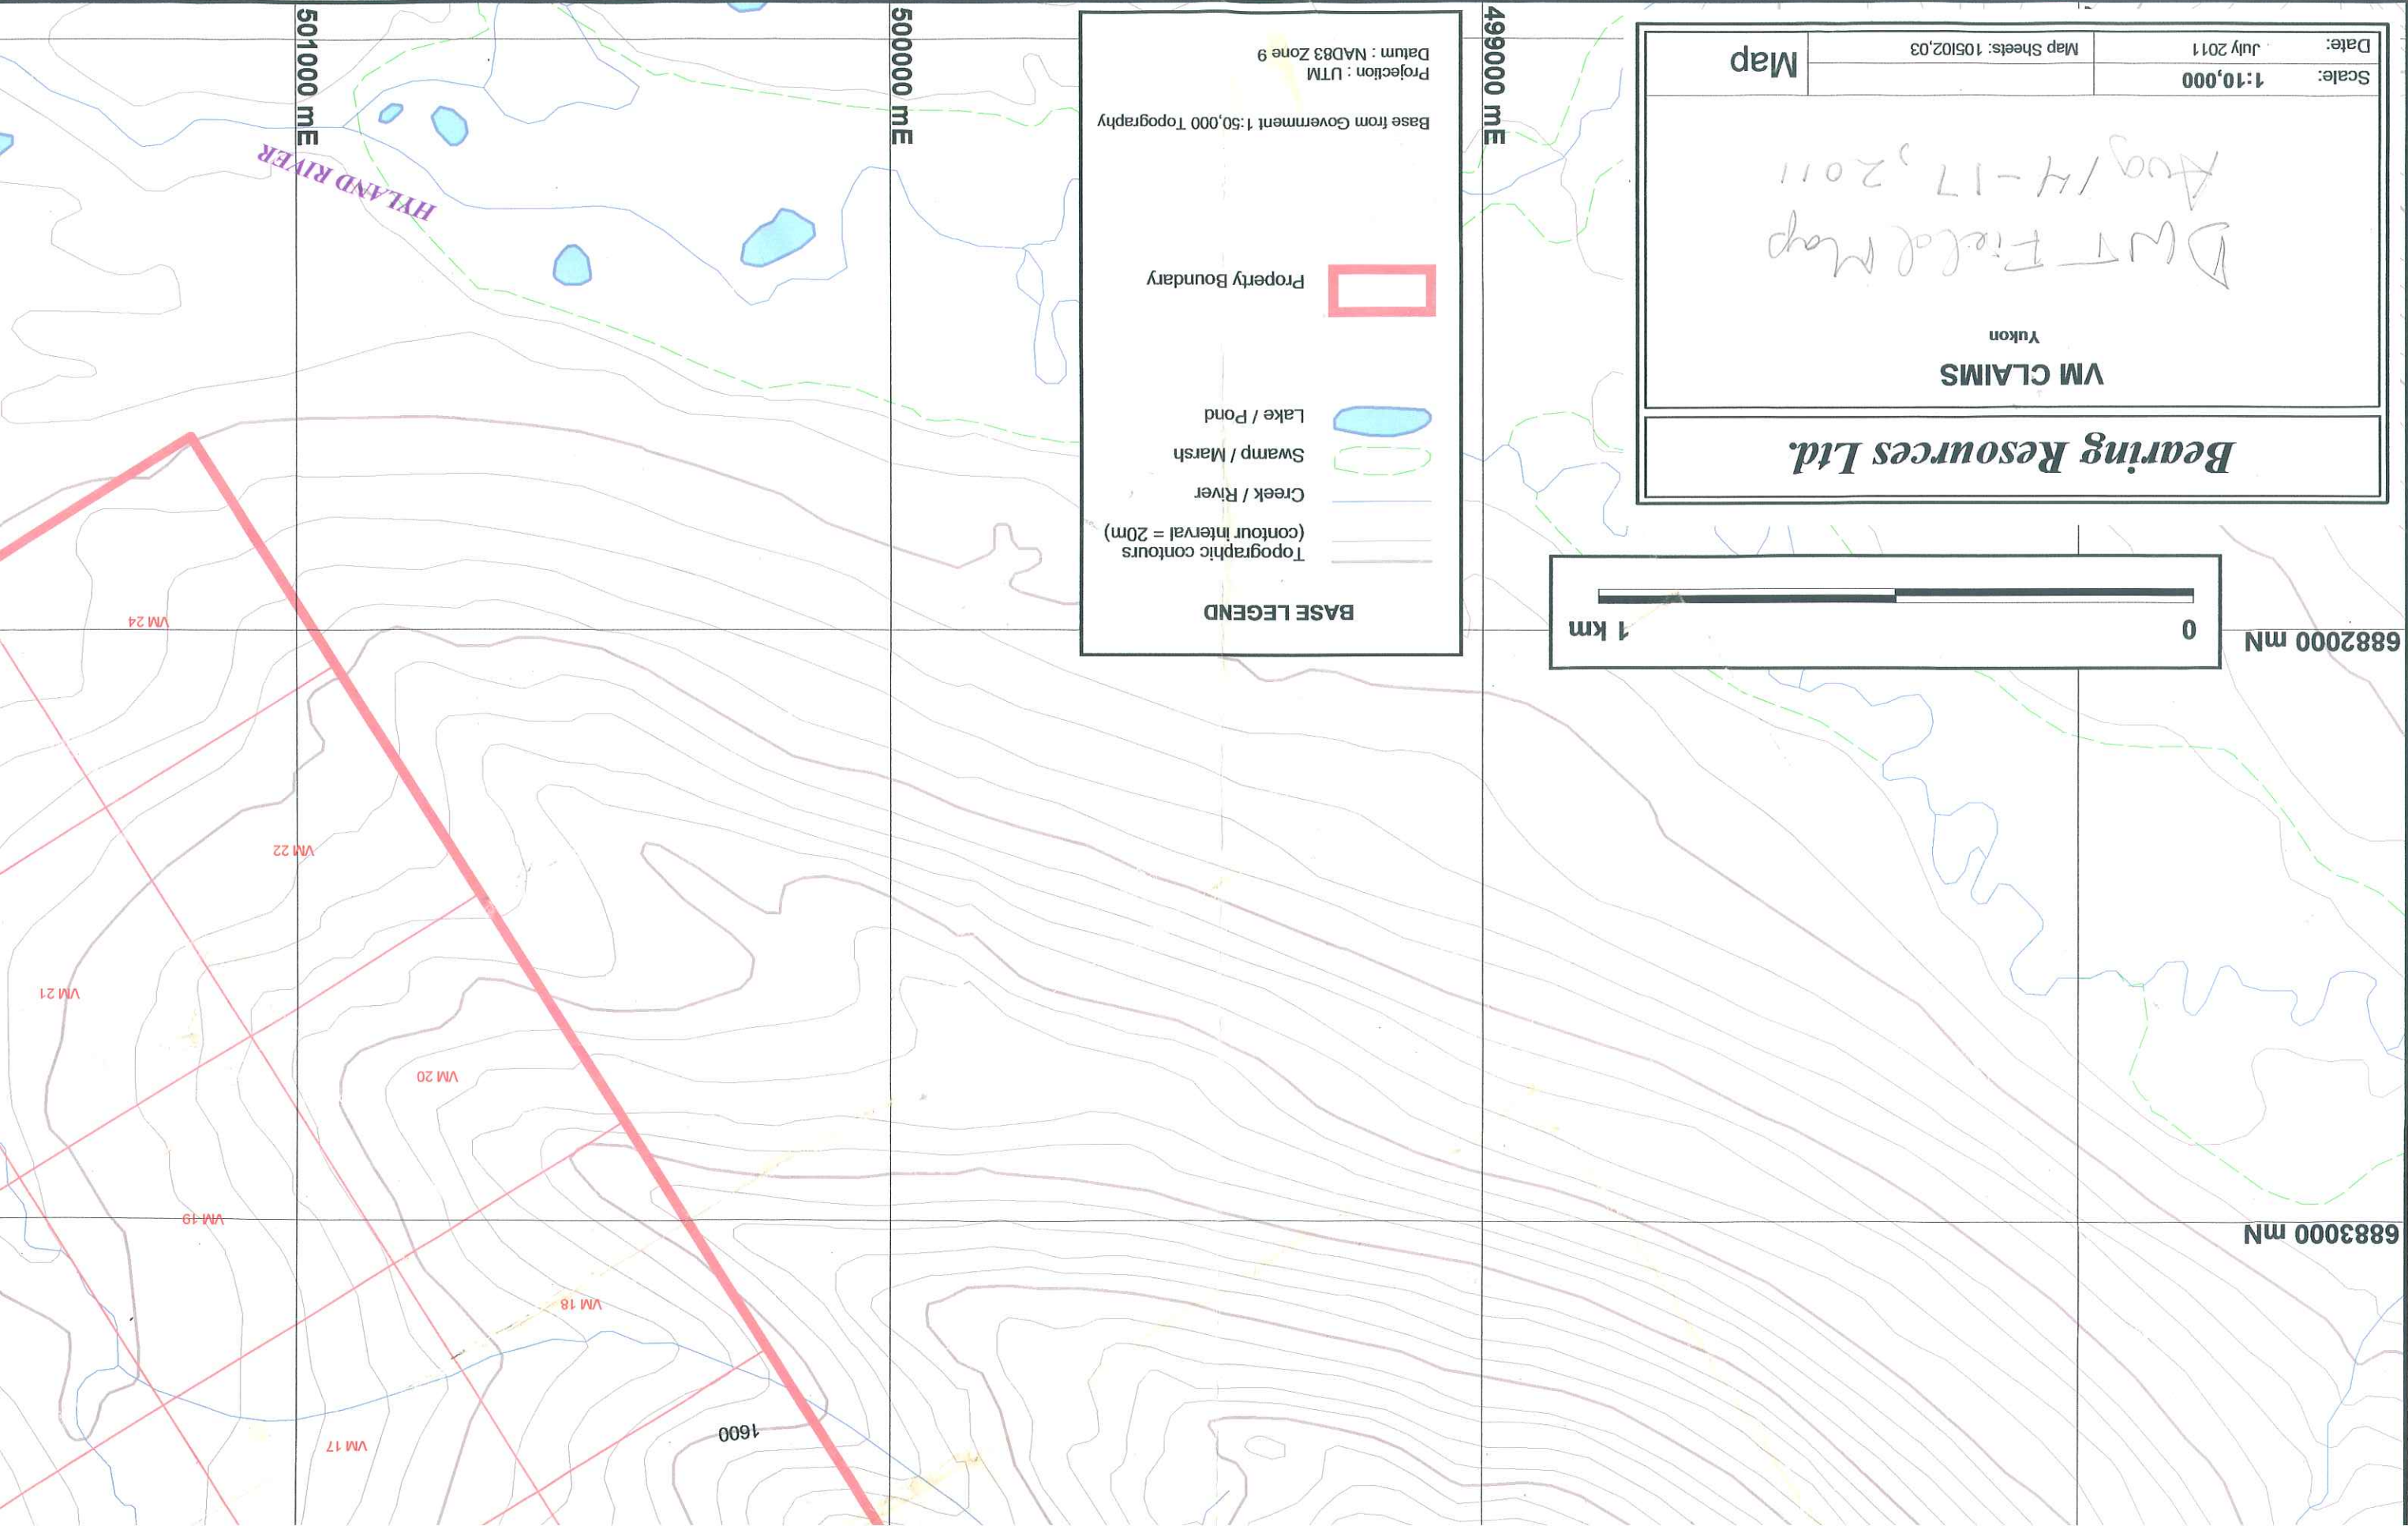 1600
VM 17
VM 18
VM 19
VM 20
VM 21
VM 22
VM 24
6883000 mN
6882000 mN
0
1 km
BASE LEGEND
Topographic contours
(contour interval = 20m)
Creek / River
Swamp / Marsh
Lake / Pond
Property Boundary
Base from Government 1:50,000 Topography
Projection : UTM
Datum : NAD83 Zone 9
Bearing Resources Ltd.
VM CLAIMS
Yukon
DWT Field Map
Aug 14-17, 2011
Scale: 1:10,000
Date: July 2011
Map Sheets: 105I02,03
Map
HYLAND RIVER
499000 mE
500000 mE
501000 mE